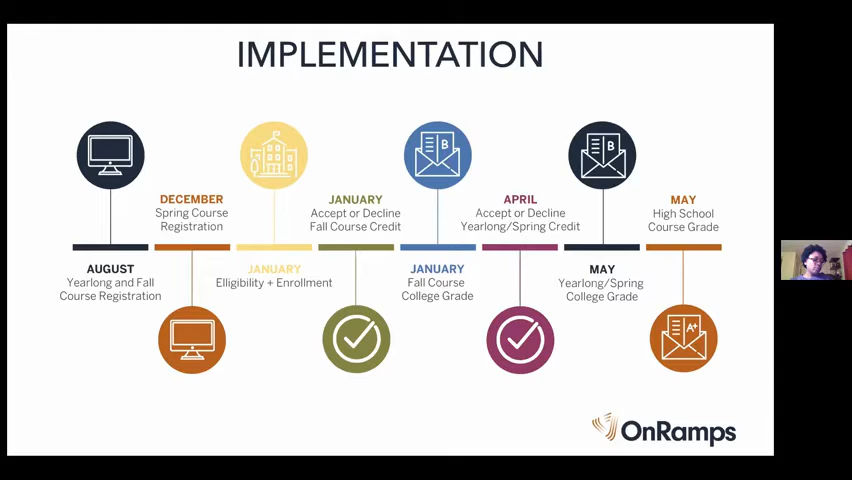 IMPLEMENTATION
B
B
DECEMBER
Spring Course
Registration
JANUARY
Accept or Decline
Fall Course Credit
APRIL
Accept or Decline
Yearlong/Spring Credit
MAY
High School
Course Grade
AUGUST
Yearlong and Fall
Course Registration
JANUARY
Elligibility + Enrollment
JANUARY
Fall Course
College Grade
MAY
Yearlong/Spring
College Grade
A+
OnRamps